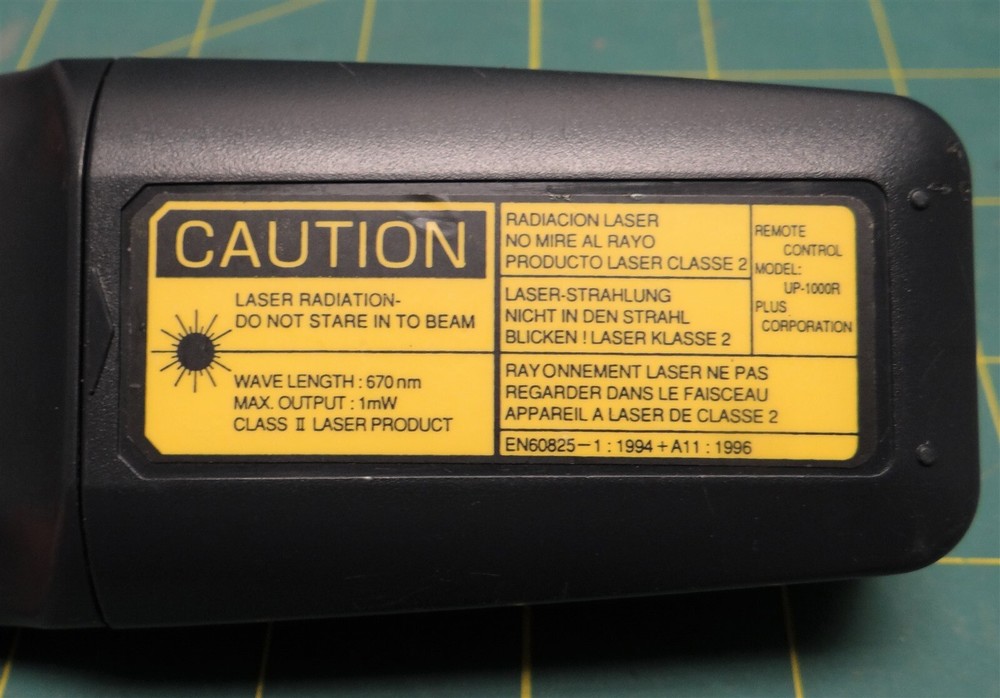 CAUTION
LASER RADIATION-
DO NOT STARE IN TO BEAM
WAVE LENGTH : 670 nm
MAX. OUTPUT : 1mW
CLASS II LASER PRODUCT
RADIACION LASER
NO MIRE AL RAYO
PRODUCTO LASER CLASSE 2
LASER-STRAHLUNG
NICHT IN DEN STRAHL
BLICKEN ! LASER KLASSE 2
RAYONNEMENT LASER NE PAS
REGARDER DANS LE FAISCEAU
APPAREIL A LASER DE CLASSE 2
EN60825-1 : 1994 + A11 : 1996
REMOTE
CONTROL
MODEL:
UP-1000R
PLUS
CORPORATION